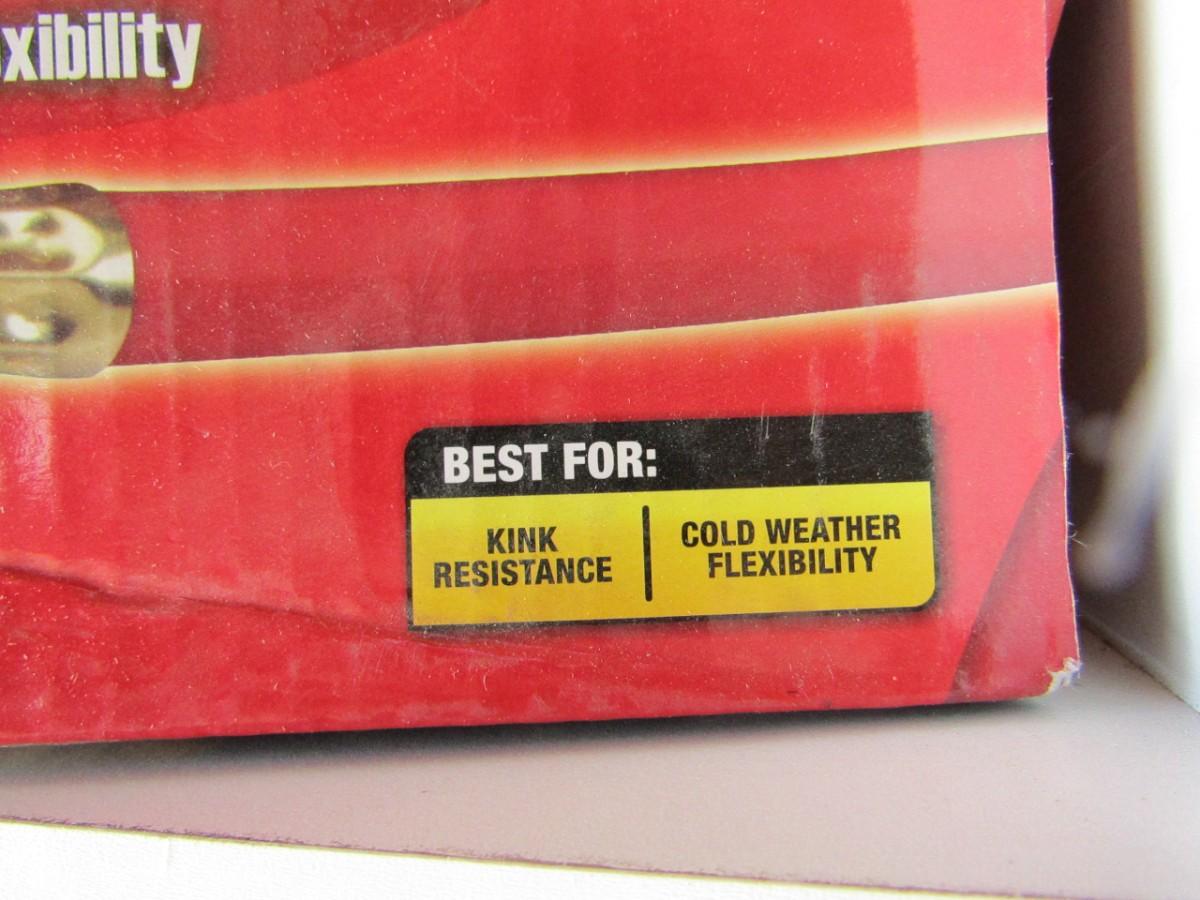 xibility
BEST FOR:
KINK
RESISTANCE
COLD WEATHER
FLEXIBILITY